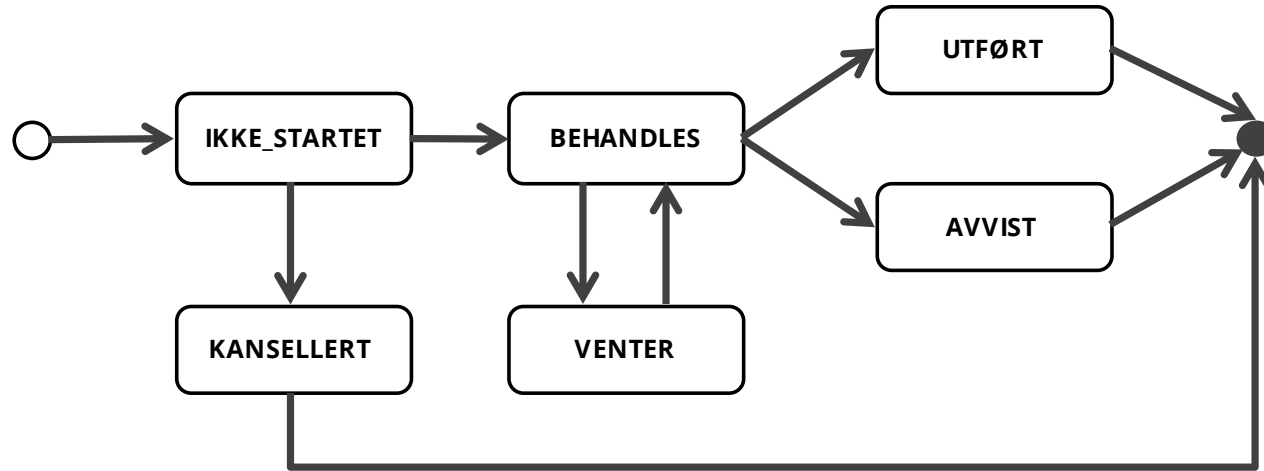 UTFØRT
IKKE_STARTET
BEHANDLES
AVVIST
KANSELLERT
VENTER